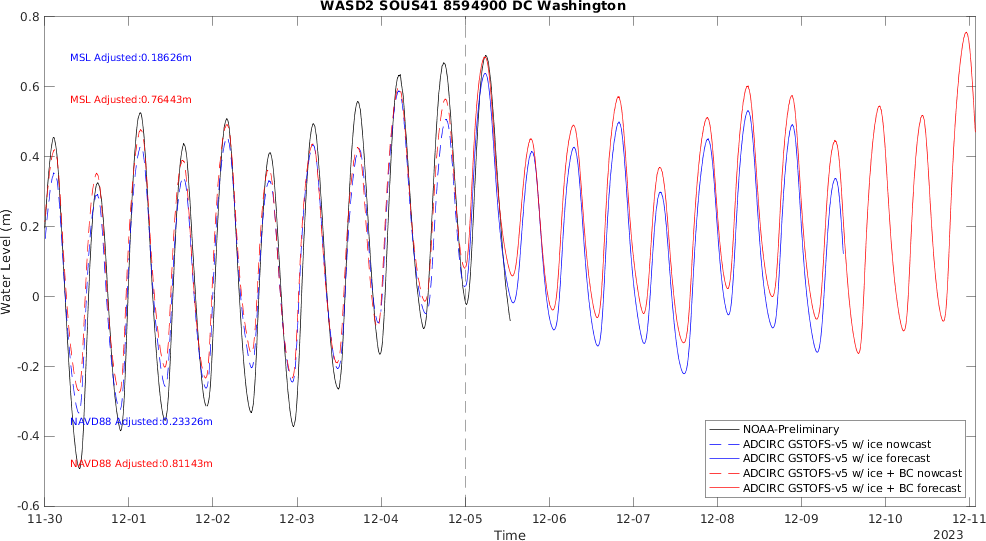 WASD2 SOUS41 8594900 DC Washington
0.8
MSL Adjusted:0.18626m
0.6
MSL Adjusted:0.76443m
0.4
0.2
Water Level (m)
0
-0.2
NAVD88 Adjusted:0.23326m
-0.4
NAVD88 Adjusted:0.81143m
-0.6
NOAA-Preliminary
ADCIRC GSTOFS-v5 w/ ice nowcast
ADCIRC GSTOFS-v5 w/ ice forecast
ADCIRC GSTOFS-v5 w/ ice + BC nowcast
ADCIRC GSTOFS-v5 w/ ice + BC forecast
11-30 12-01 12-02 12-03 12-04 12-05 12-06 12-07 12-08 12-09 12-10 12-11
Time
2023